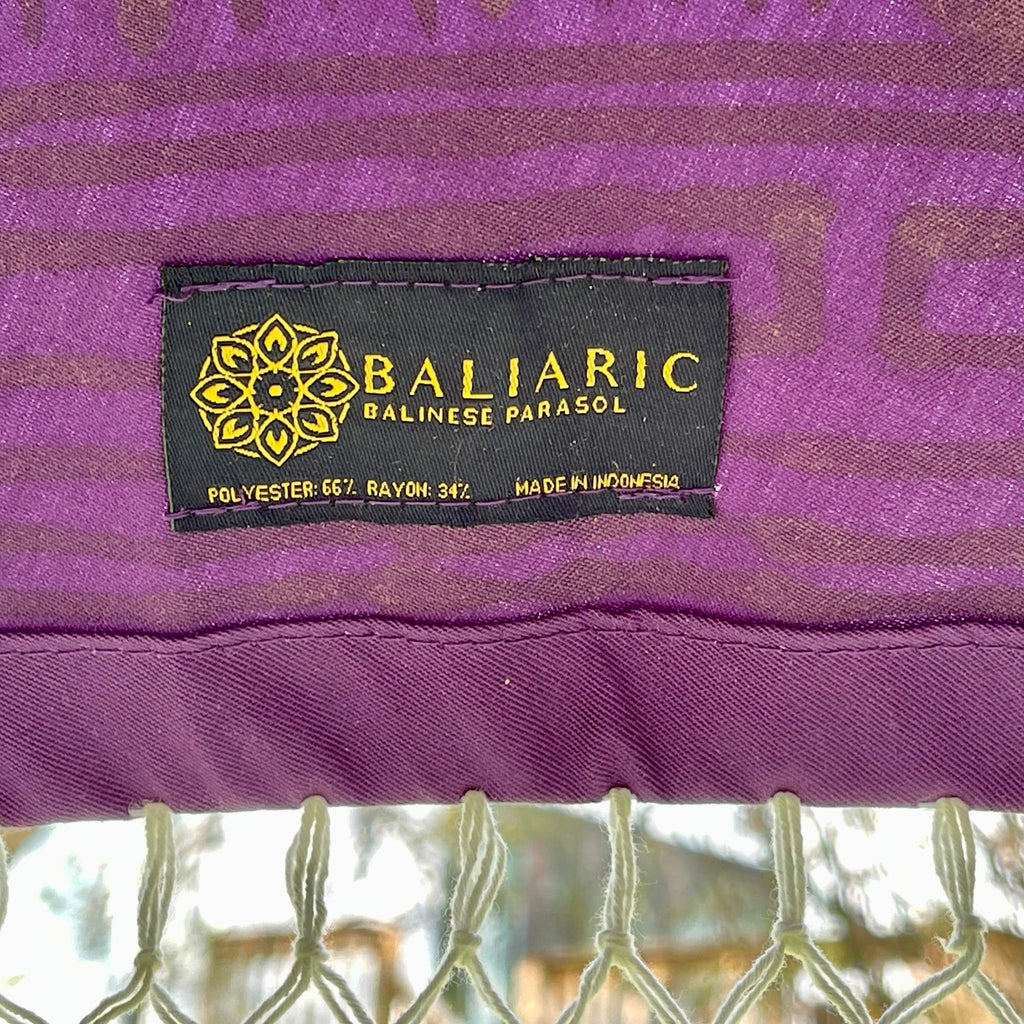 BALIARIC
BALINESE PARASOL
POLYESTER: 66% RAYON: 34% MADE IN INDONESIA